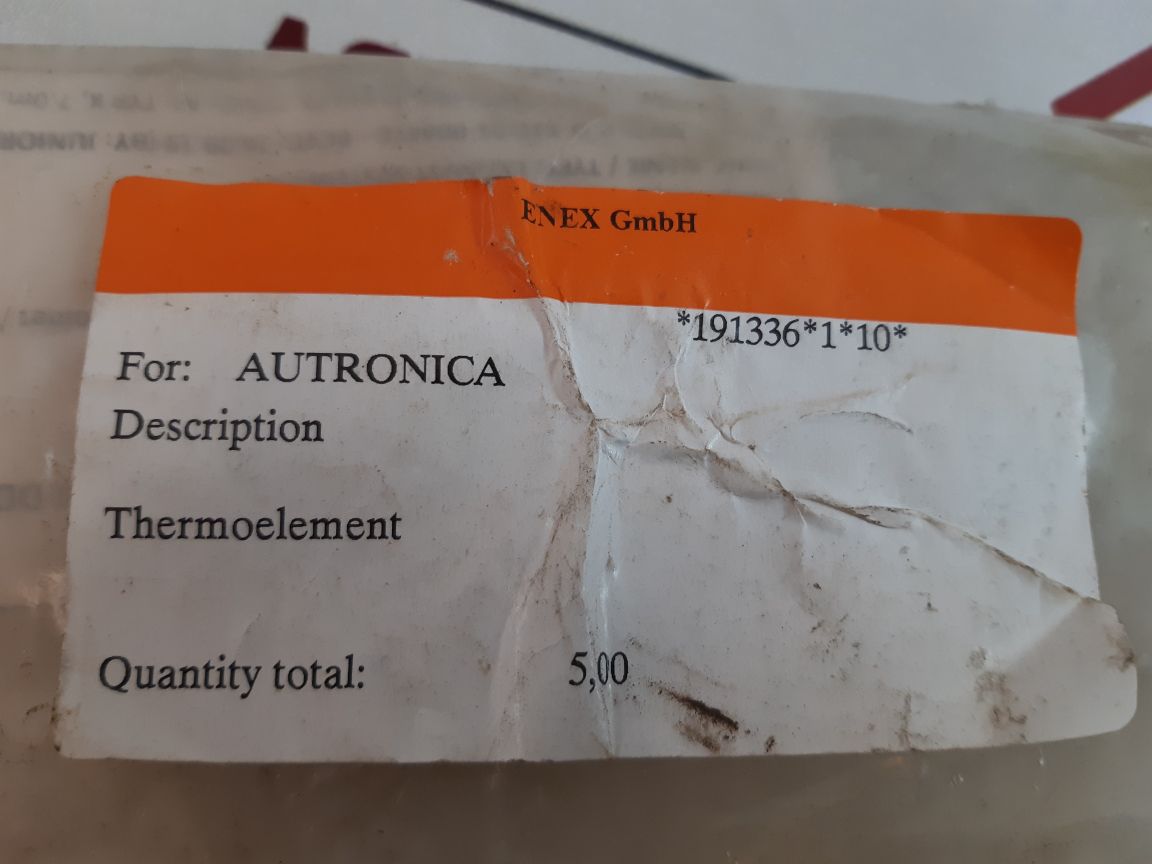 ENEX GmbH
*191336*1*10*
For: AUTRONICA
Description
Thermoelement
Quantity total: 5,00